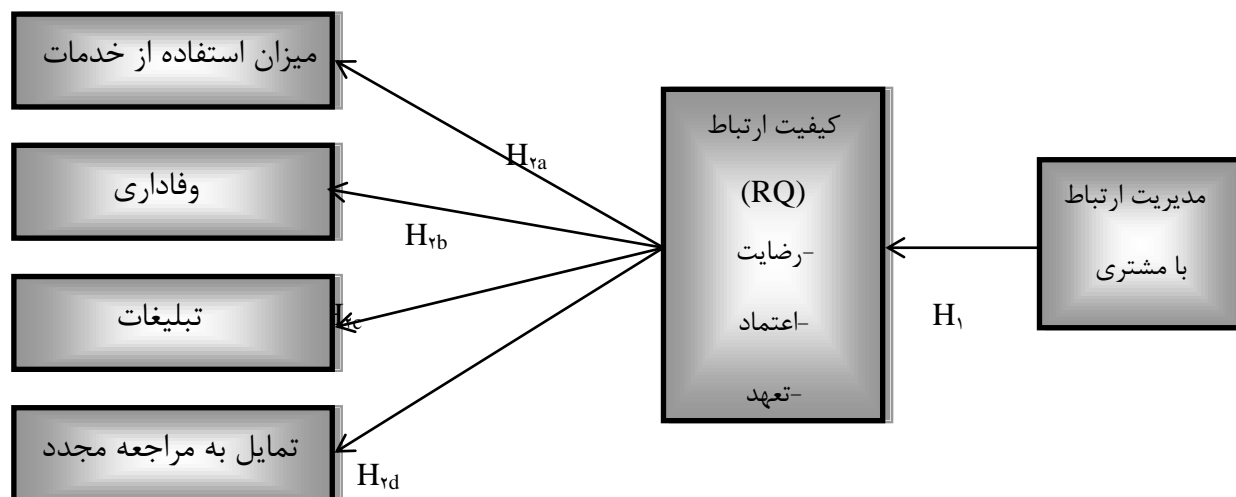 مدیریت ارتباط
با مشتری
H۱
کیفیت ارتباط
(RQ)
-رضایت
-اعتماد
-تعهد
H۲a
H۲b
H۲c
H۲d
میزان استفاده از خدمات
وفاداری
تبلیغات
تمایل به مراجعه مجدد